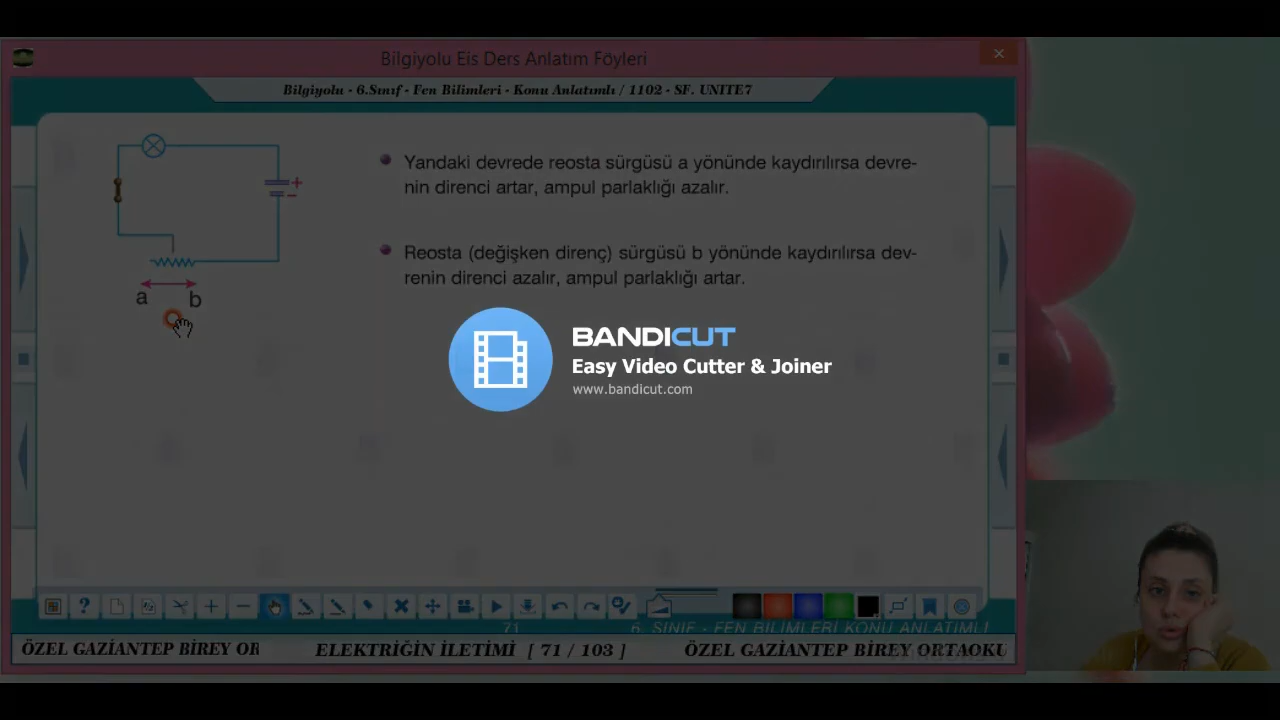 Bilgiyolu Eis Ders Anlatım Föyleri
Bilgiyolu - 6.Sınıf - Fen Bilimleri - Konu Anlatımlı / 1102 - SF. UNITE7
Yandaki devrede reosta sürgüsü a yönünde kaydırılırsa devre-
nin direnci artar, ampul parlaklığı azalır.
+
−
Reosta (değişken direnç) sürgüsü b yönünde kaydırılırsa dev-
renin direnci azalır, ampul parlaklığı artar.
a b
BANDICUT
Easy Video Cutter & Joiner
www.bandicut.com
71 6. SINIF - FEN BİLİMLERİ KONU ANLATIMLI
ÖZEL GAZİANTEP BİREY OR ELEKTRİĞİN İLETİMİ [ 71 / 103 ] ÖZEL GAZİANTEP BİREY ORTAOKU